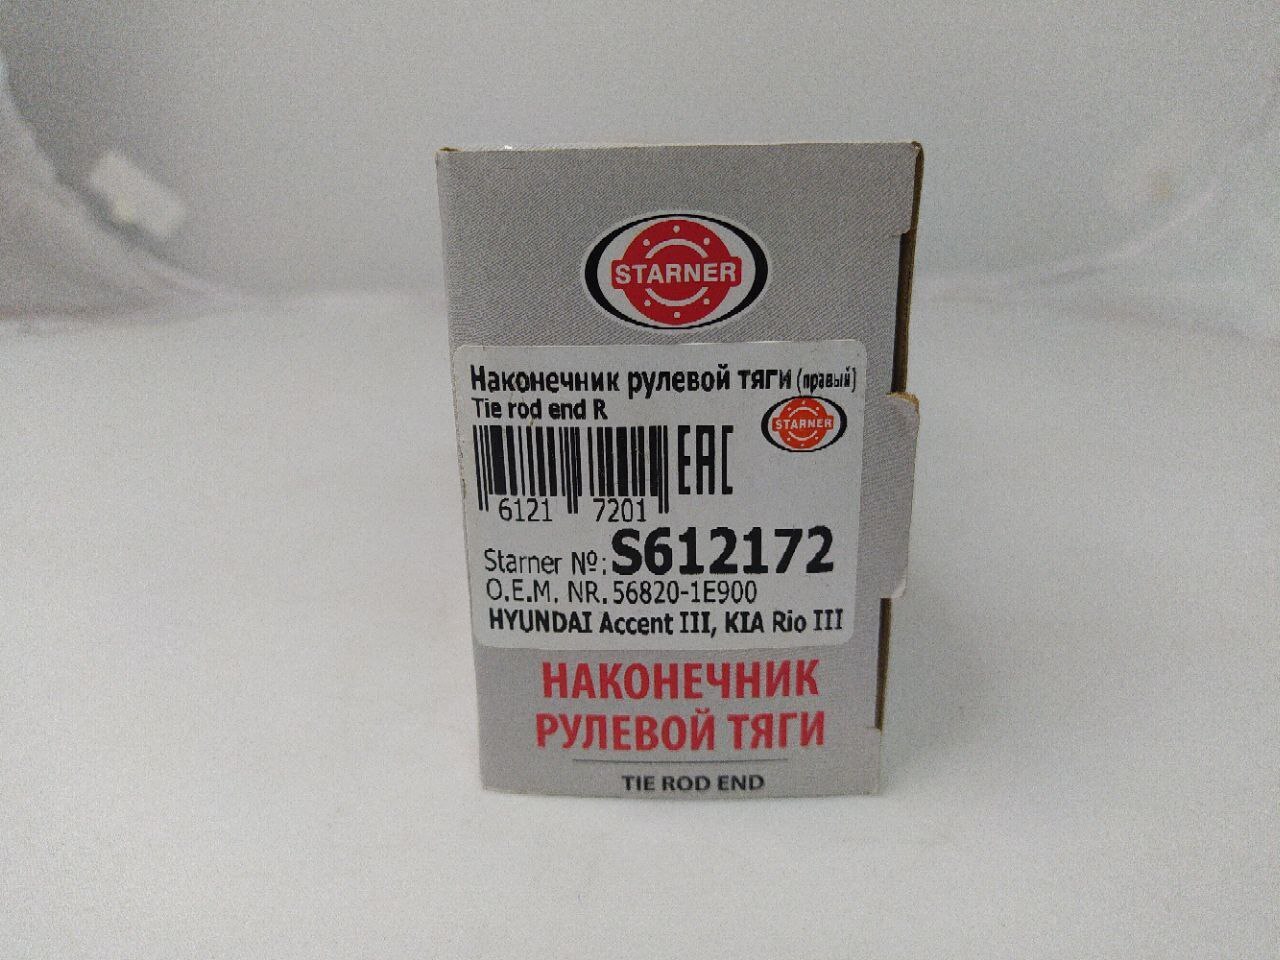 STARNER
Наконечник рулевой тяги (правый)
Tie rod end R
STARNER
EAC
6121 7201
Starner №: S612172
O.E.M. NR. 56820-1E900
HYUNDAI Accent III, KIA Rio III
НАКОНЕЧНИК
РУЛЕВОЙ ТЯГИ
TIE ROD END